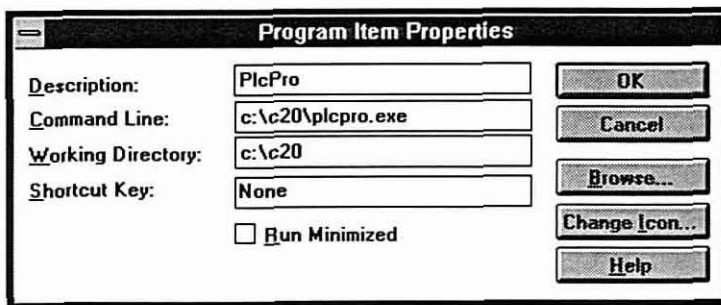 Program Item Properties
Description: PlcPro OK
Command Line: c:\c20\plcpro.exe Cancel
Working Directory: c:\c20
Shortcut Key: None Browse...
Run Minimized Change Icon...
Help